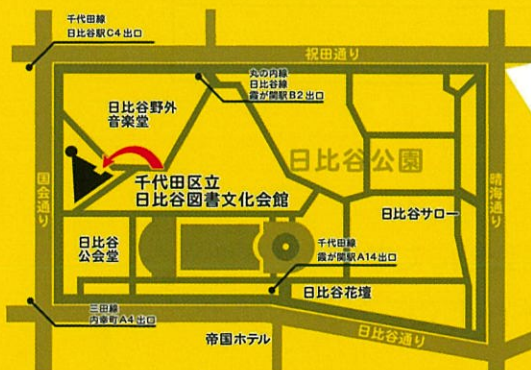 千代田線
日比谷駅C4出口
祝田通り
丸の内線
日比谷線
霞が関駅B2出口
日比谷野外
音楽堂
日比谷公園
国会通り
晴海通り
千代田区立
日比谷図書文化会館
日比谷サロー
日比谷
公会堂
千代田線
霞が関駅A14出口
日比谷花壇
三田線
内幸町A4出口
帝国ホテル
日比谷通り